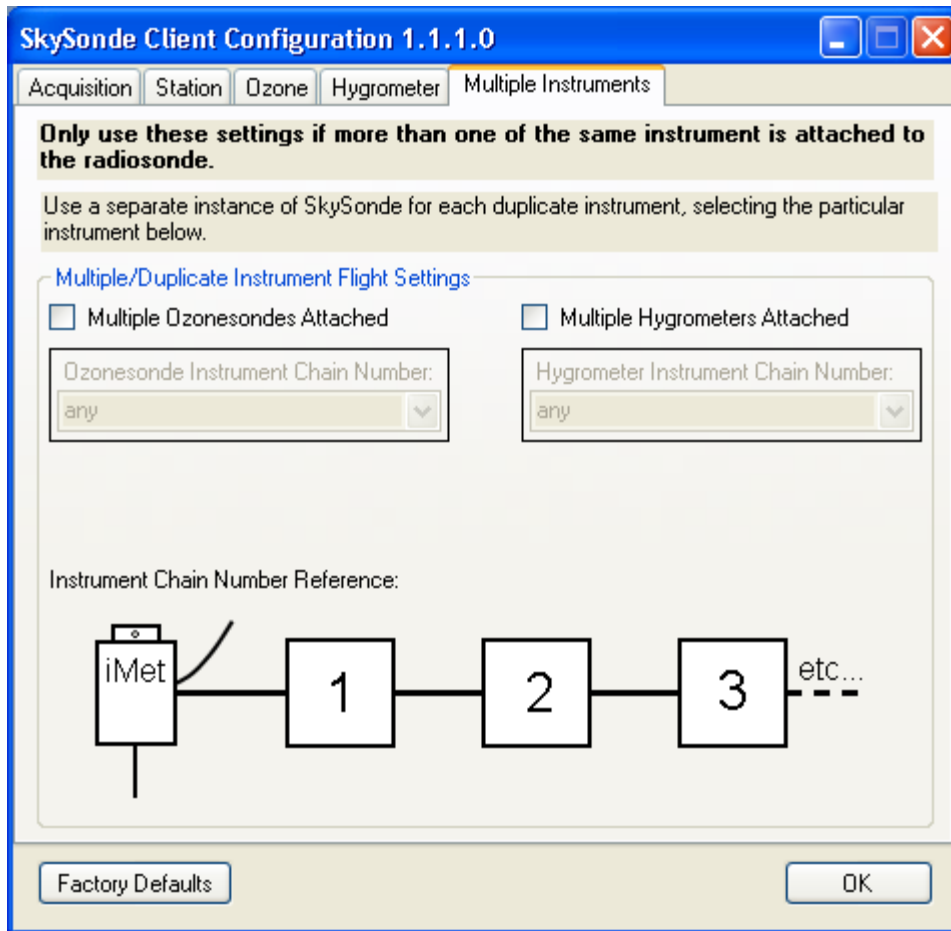 SkySonde Client Configuration 1.1.1.0
Acquisition Station Ozone Hygrometer Multiple Instruments
Only use these settings if more than one of the same instrument is attached to
the radiosonde.
Use a separate instance of SkySonde for each duplicate instrument, selecting the particular
instrument below.
Multiple/Duplicate Instrument Flight Settings
Multiple Ozonesondes Attached
Ozonesonde Instrument Chain Number:
any
Multiple Hygrometers Attached
Hygrometer Instrument Chain Number:
any
Instrument Chain Number Reference:
iMet 1 2 3 etc...
Factory Defaults OK